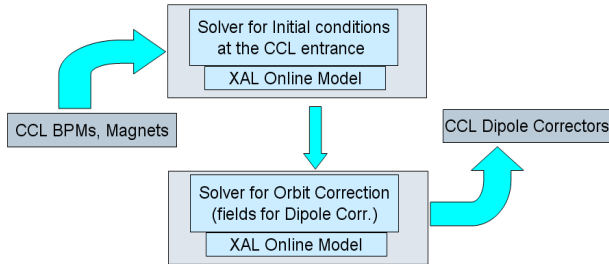 Solver for Initial conditions
at the CCL entrance
XAL Online Model
CCL BPMs, Magnets
CCL Dipole Correctors
Solver for Orbit Correction
(fields for Dipole Corr.)
XAL Online Model